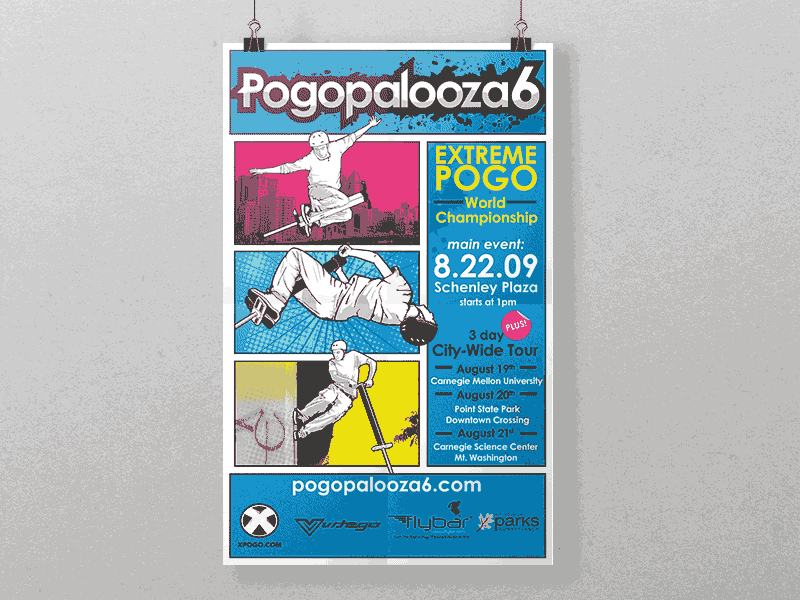 Pogopalooza6
EXTREME
POGO
World
Championship
main event:
8.22.09
Schenley Plaza
starts at 1pm
PLUS!
3 day
City-Wide Tour
August 19th
Carnegie Mellon University
August 20th
Point State Park
Downtown Crossing
August 21st
Carnegie Science Center
Mt. Washington
pogopalooza6.com
XPOGO.COM
Vurtego
flybar
parks